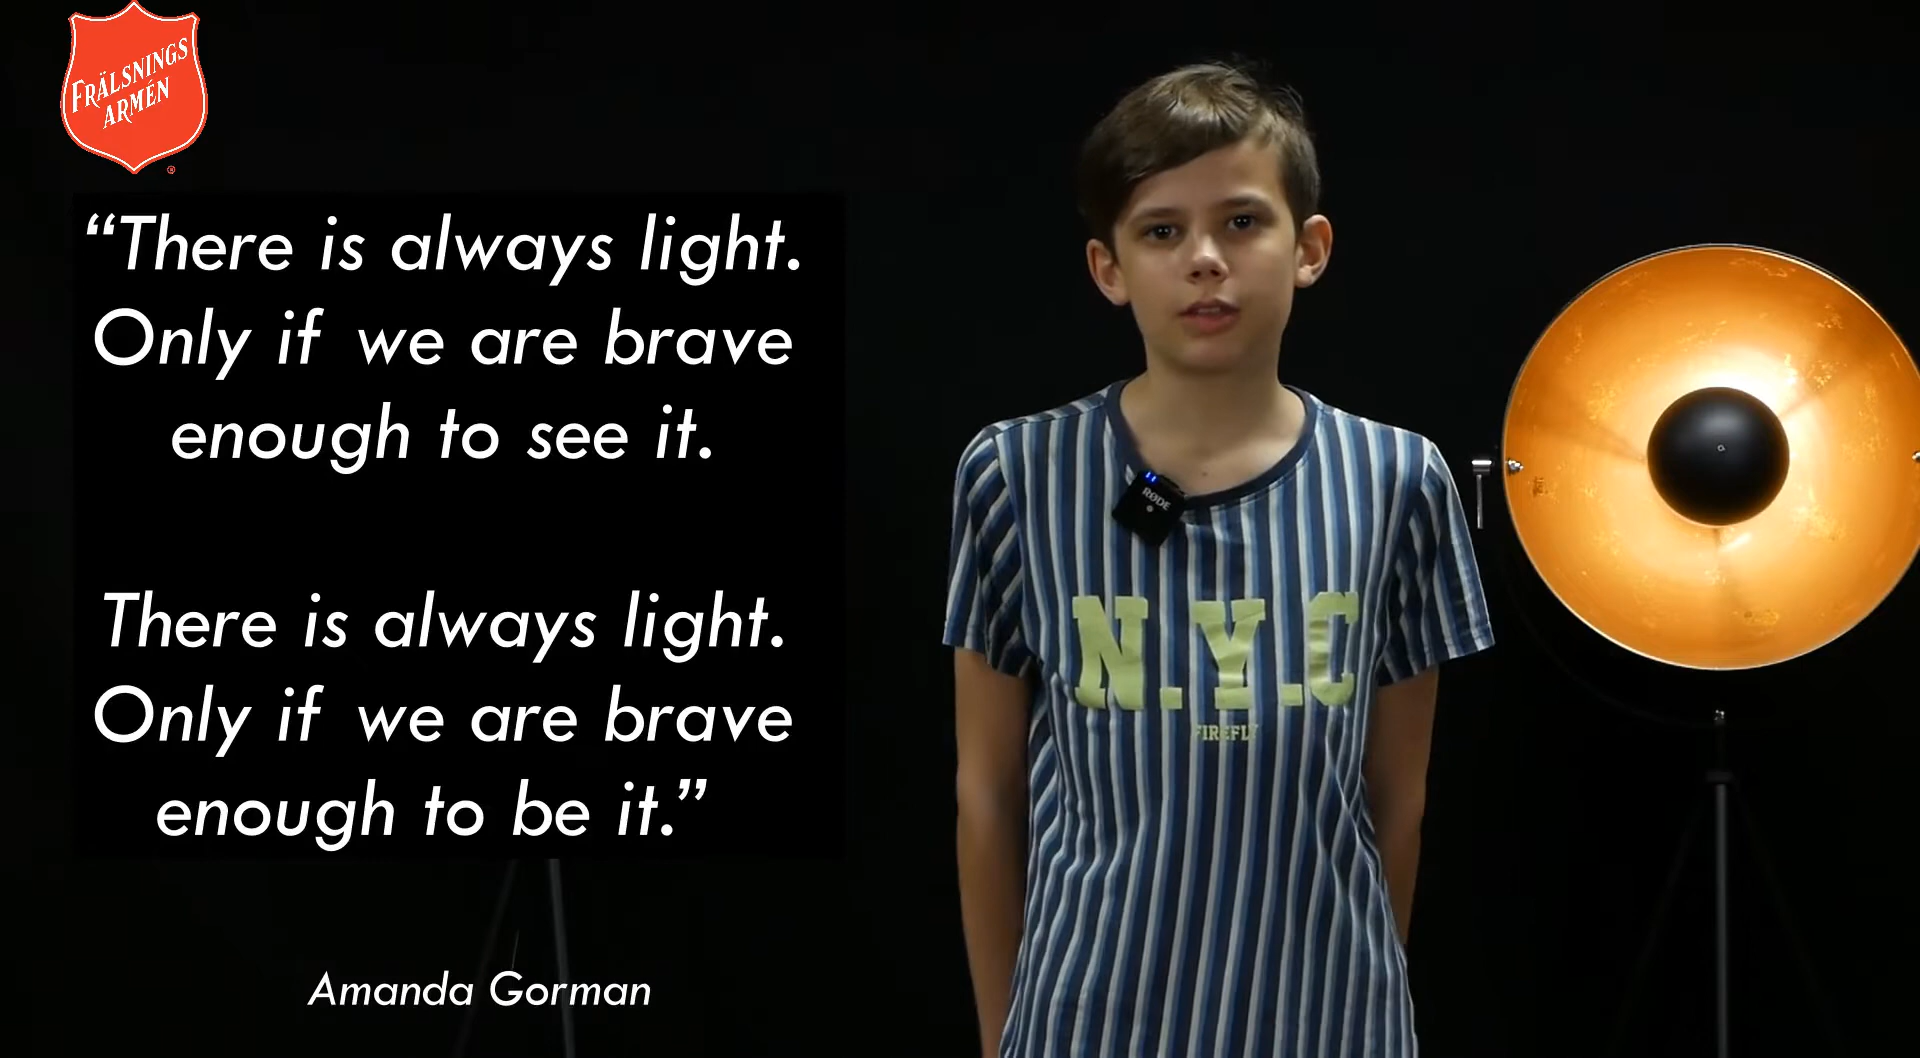 FRÄLSNINGS
ARMÉN
®
“There is always light.
Only if we are brave
enough to see it.
There is always light.
Only if we are brave
enough to be it.”
Amanda Gorman
RØDE
N.Y.C
FIREFLY